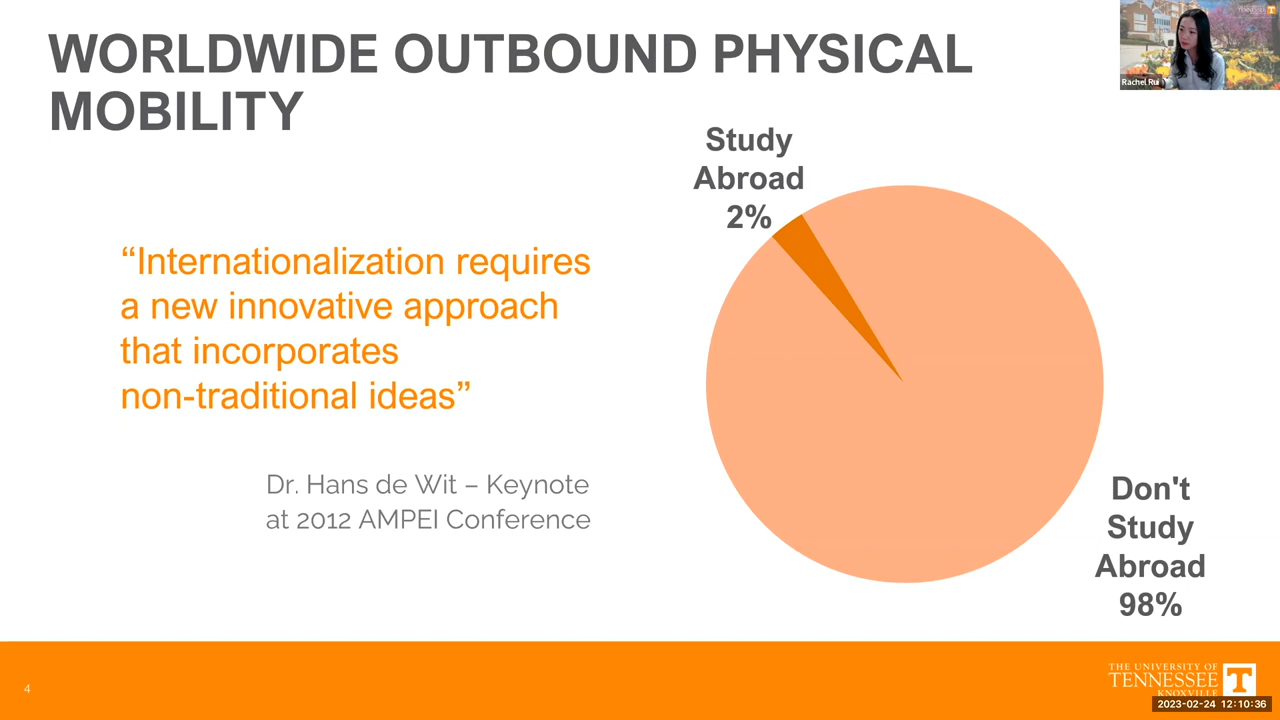 WORLDWIDE OUTBOUND PHYSICAL
MOBILITY
“Internationalization requires
a new innovative approach
that incorporates
non-traditional ideas”
Dr. Hans de Wit – Keynote
at 2012 AMPEI Conference
Study
Abroad
2%
Don't
Study
Abroad
98%
Rachel Rui
4
THE UNIVERSITY OF
TENNESSEE
KNOXVILLE
T
2023-02-24 12:10:36